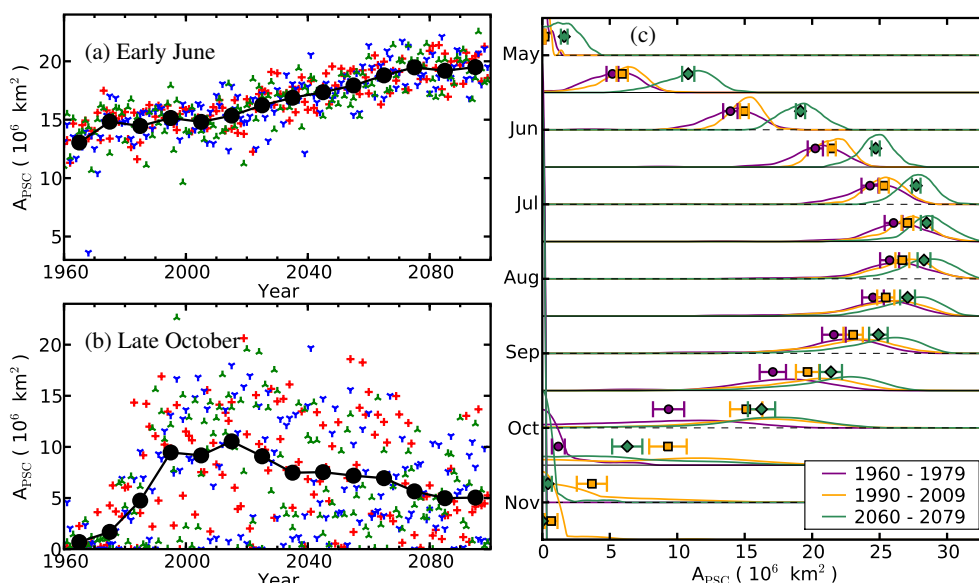 (a) Early June
A_PSC ( 10^6 km^2 )
20
15
10
5
1960
2000
2040
2080
Year
(b) Late October
A_PSC ( 10^6 km^2 )
20
15
10
5
0
1960
2000
2040
2080
Year
(c)
May
Jun
Jul
Aug
Sep
Oct
Nov
1960 - 1979
1990 - 2009
2060 - 2079
0
5
10
15
20
25
30
A_PSC ( 10^6 km^2 )